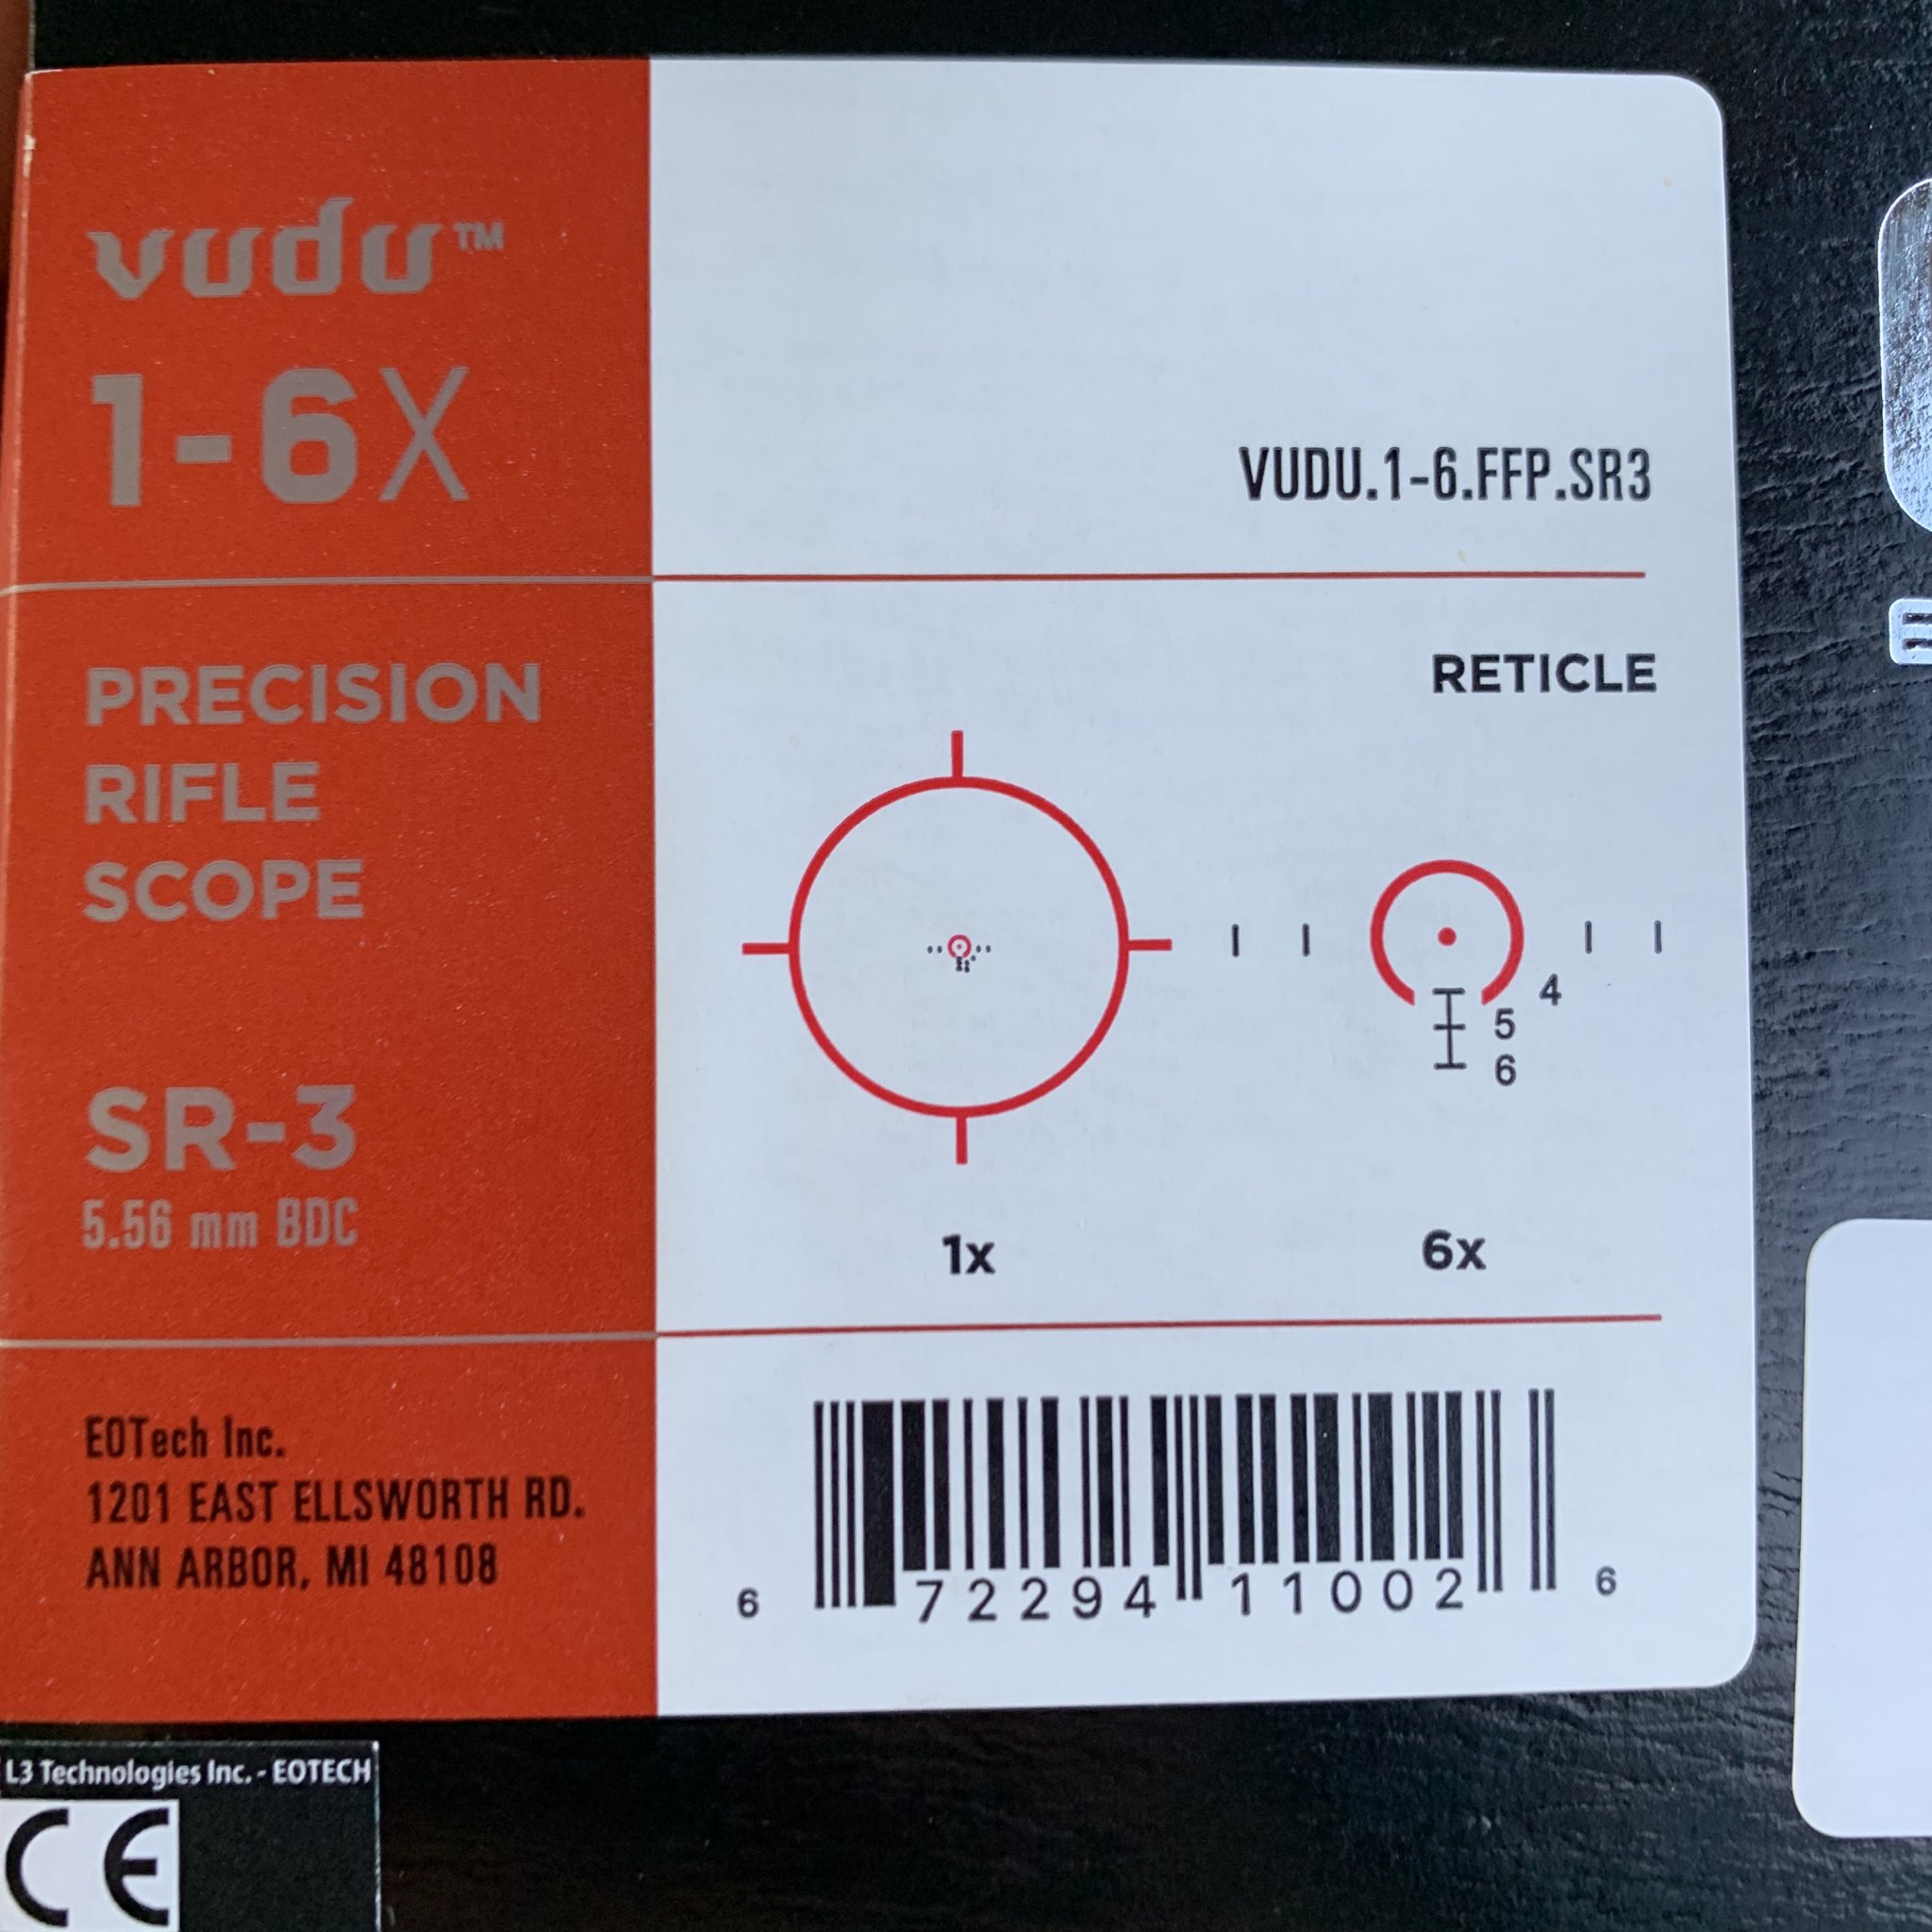 vudu™
1-6X
VUDU.1-6.FFP.SR3
PRECISION
RIFLE
SCOPE
RETICLE
4
5
6
SR-3
5.56 mm BDC
1x
6x
EOTech Inc.
1201 EAST ELLSWORTH RD.
ANN ARBOR, MI 48108
6 72294 11002 6
L3 Technologies Inc. - EOTECH
CE